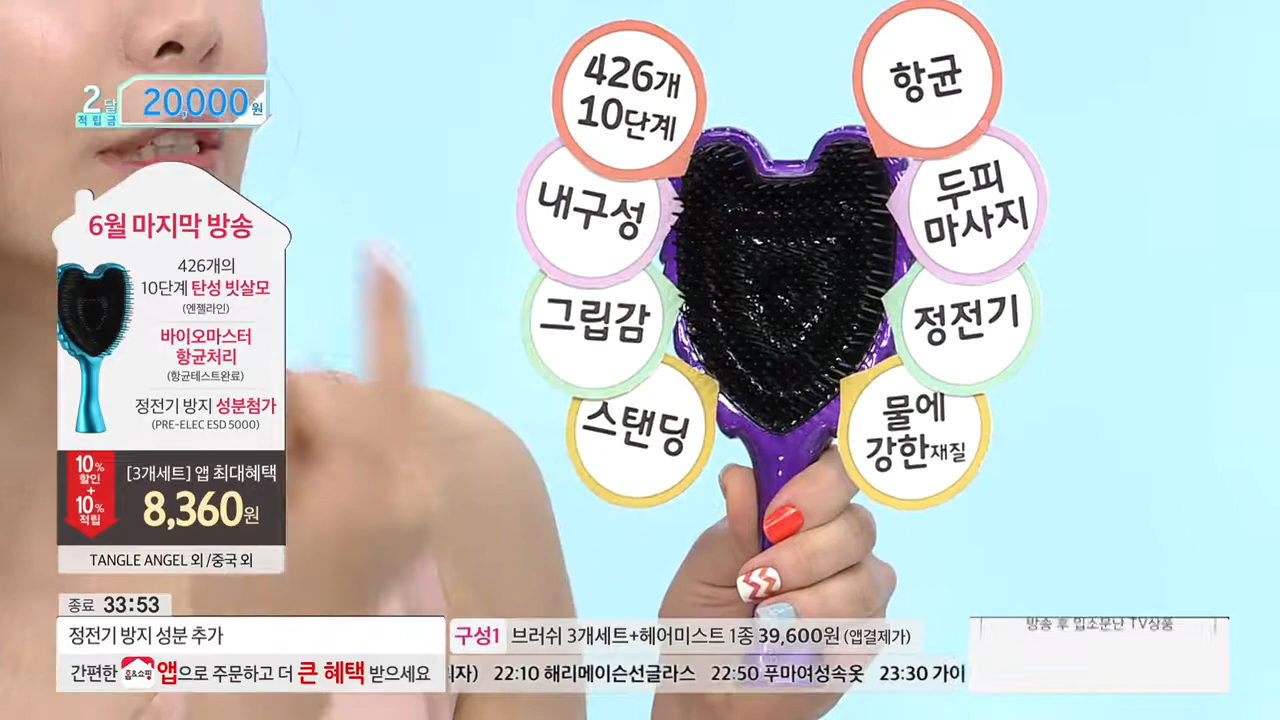 2달
적립금
20,000원
6월 마지막 방송
426개의
10단계 탄성 빗살모
(엔젤라인)
바이오마스터
항균처리
(항균테스트완료)
정전기 방지 성분첨가
(PRE-ELEC ESD 5000)
10%
할인
+
10%
적립
[3개세트] 앱 최대혜택
8,360원
TANGLE ANGEL 외 /중국 외
종료 33:53
정전기 방지 성분 추가
간편한 홈&쇼핑 앱으로 주문하고 더 큰 혜택 받으세요
426개
10단계
내구성
그립감
스탠딩
항균
두피
마사지
정전기
물에
강한재질
구성1 브러쉬 3개세트+헤어미스트 1종 39,600원 (앱결제가)
자) 22:10 해리메이슨선글라스 22:50 푸마여성속옷 23:30 가이
방송 후 입소문난 TV상품